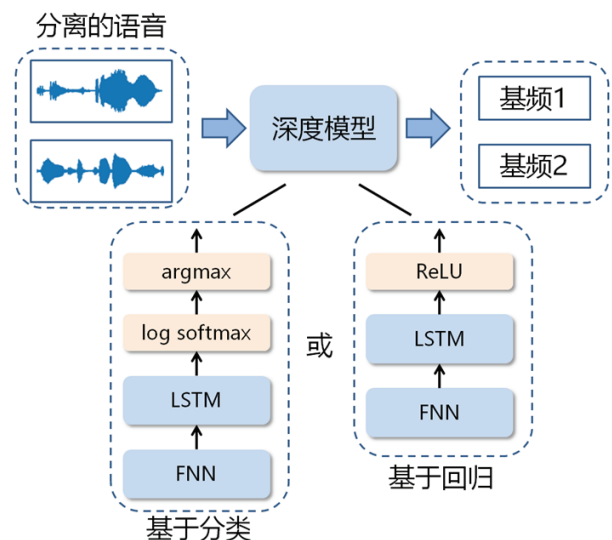 分离的语音
深度模型
基频1
基频2
argmax
log softmax
LSTM
FNN
基于分类
或
ReLU
LSTM
FNN
基于回归